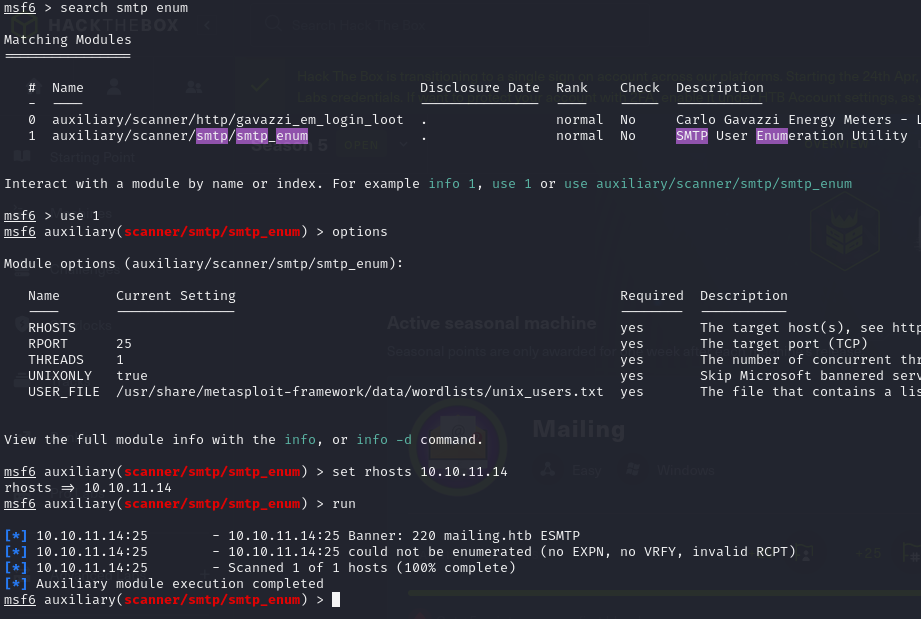 msf6 > search smtp enum
Matching Modules
================
# Name Disclosure Date Rank Check Description
- ---- --------------- ---- ----- -----------
0 auxiliary/scanner/http/gavazzi_em_login_loot . normal No Carlo Gavazzi Energy Meters - L
1 auxiliary/scanner/smtp/smtp_enum . normal No SMTP User Enumeration Utility
Interact with a module by name or index. For example info 1, use 1 or use auxiliary/scanner/smtp/smtp_enum
msf6 > use 1
msf6 auxiliary(scanner/smtp/smtp_enum) > options
Module options (auxiliary/scanner/smtp/smtp_enum):
Name Current Setting Required Description
---- --------------- -------- -----------
RHOSTS yes The target host(s), see http
RPORT 25 yes The target port (TCP)
THREADS 1 yes The number of concurrent thr
UNIXONLY true yes Skip Microsoft bannered serv
USER_FILE /usr/share/metasploit-framework/data/wordlists/unix_users.txt yes The file that contains a lis
View the full module info with the info, or info -d command.
msf6 auxiliary(scanner/smtp/smtp_enum) > set rhosts 10.10.11.14
rhosts => 10.10.11.14
msf6 auxiliary(scanner/smtp/smtp_enum) > run
[*] 10.10.11.14:25 - 10.10.11.14:25 Banner: 220 mailing.htb ESMTP
[*] 10.10.11.14:25 - 10.10.11.14:25 could not be enumerated (no EXPN, no VRFY, invalid RCPT)
[*] 10.10.11.14:25 - Scanned 1 of 1 hosts (100% complete)
[*] Auxiliary module execution completed
msf6 auxiliary(scanner/smtp/smtp_enum) >
HACKTHEBOX
Starting Point
Season 5
OPEN
OVERVIEW
Active seasonal machine
Mailing
Easy
Windows